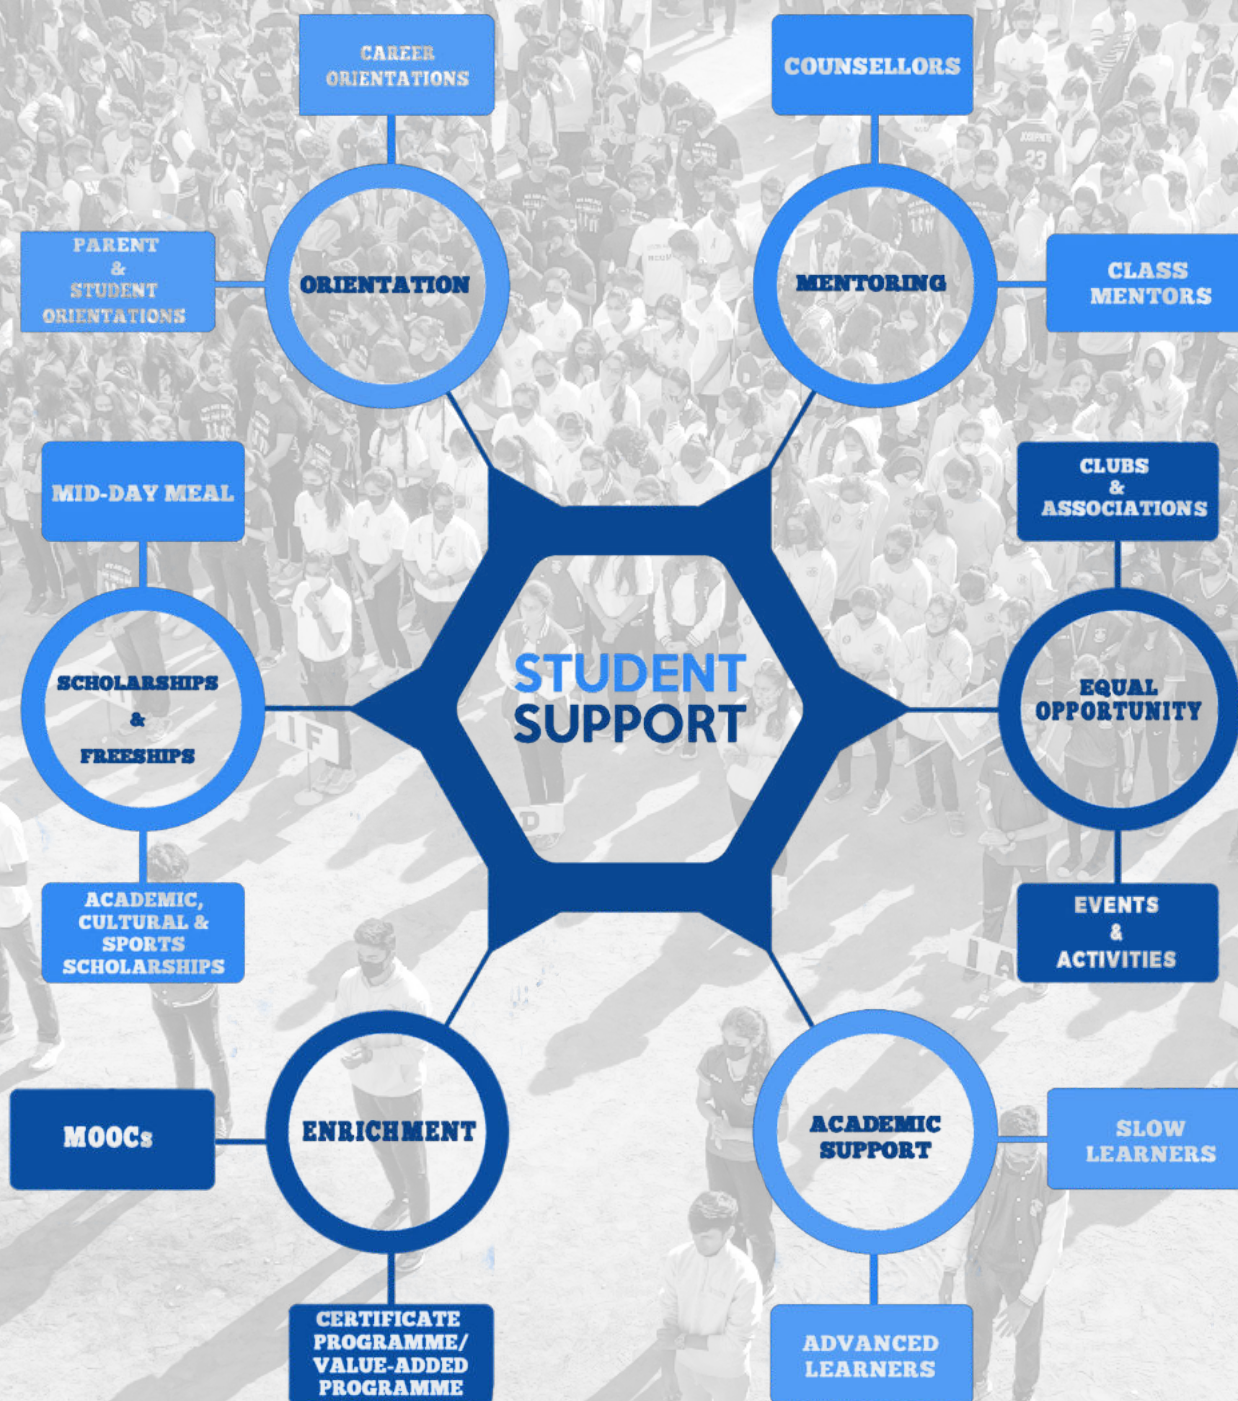 CAREER
ORIENTATIONS
COUNSELLORS
PARENT
&
STUDENT
ORIENTATIONS
ORIENTATION
MENTORING
CLASS
MENTORS
MID-DAY MEAL
CLUBS
&
ASSOCIATIONS
SCHOLARSHIPS
&
FREESHIPS
STUDENT
SUPPORT
EQUAL
OPPORTUNITY
ACADEMIC,
CULTURAL &
SPORTS
SCHOLARSHIPS
EVENTS
&
ACTIVITIES
MOOCs
ENRICHMENT
ACADEMIC
SUPPORT
SLOW
LEARNERS
CERTIFICATE
PROGRAMME/
VALUE-ADDED
PROGRAMME
ADVANCED
LEARNERS
23
IF
D